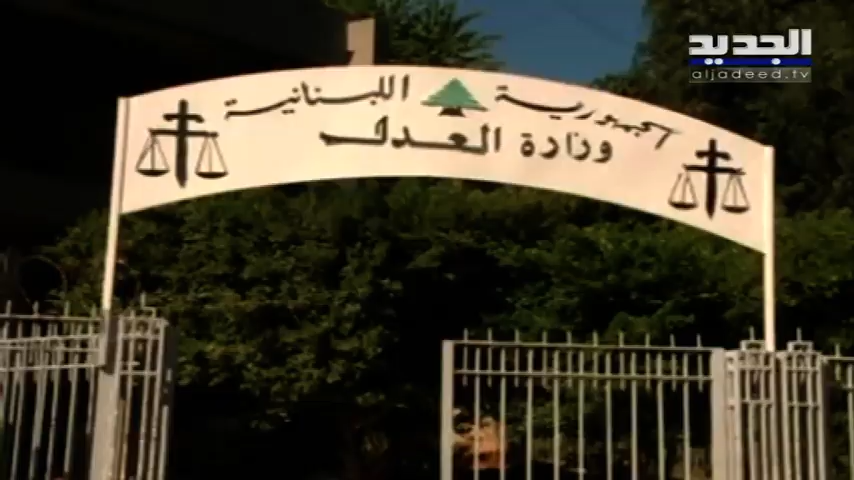 الجديد
aljadeed.tv
الجمهورية اللبنانية
وزارة العدل